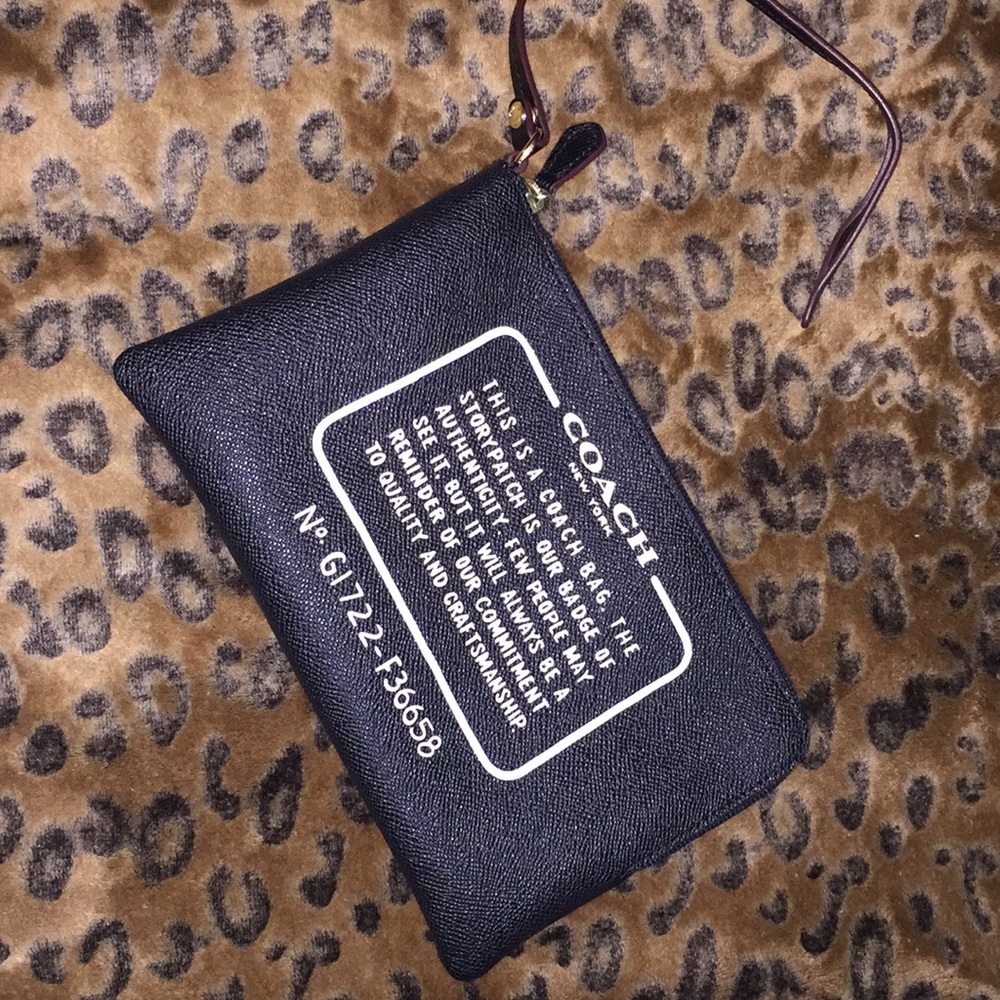 COACH
NEW YORK
THIS IS A COACH BAG. THE
STORYPATCH IS OUR BADGE OF
AUTHENTICITY. FEW PEOPLE MAY
SEE IT. BUT IT WILL ALWAYS BE A
REMINDER OF OUR COMMITMENT
TO QUALITY AND CRAFTSMANSHIP.
Nº. G1722-F36658